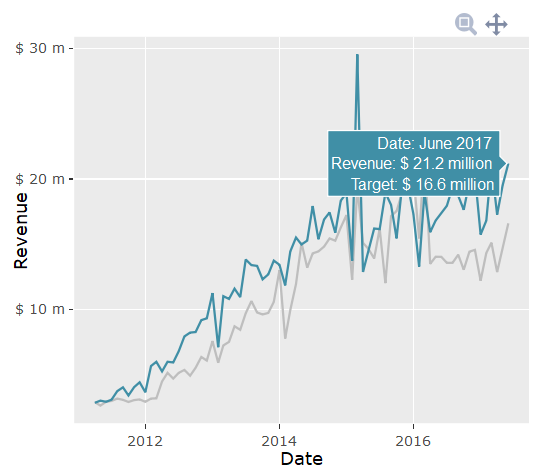 $ 30 m
Date: June 2017
Revenue: $ 21.2 million
Target: $ 16.6 million
$ 20 m
Revenue
$ 10 m
2012
2014
2016
Date